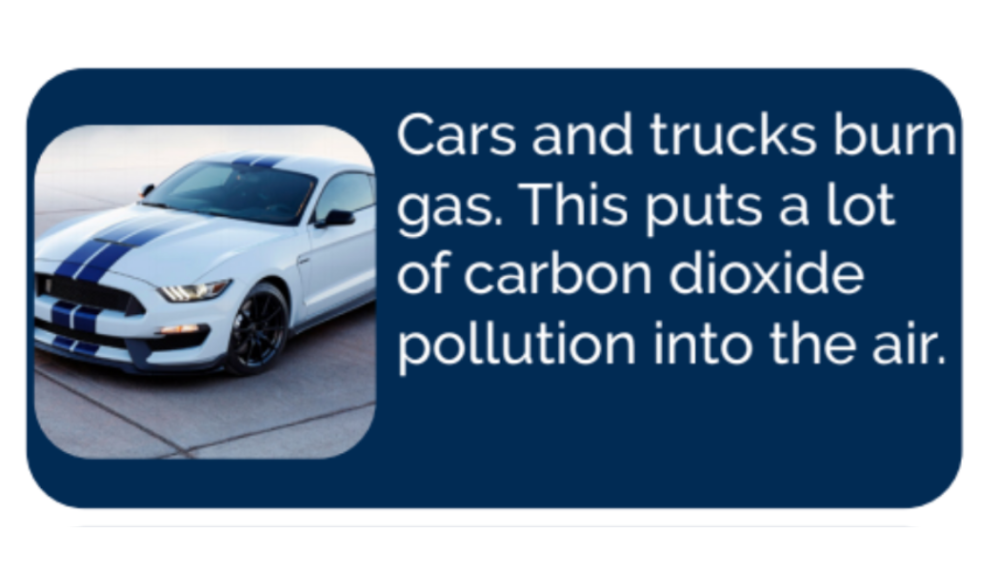 Cars and trucks burn
gas. This puts a lot
of carbon dioxide
pollution into the air.